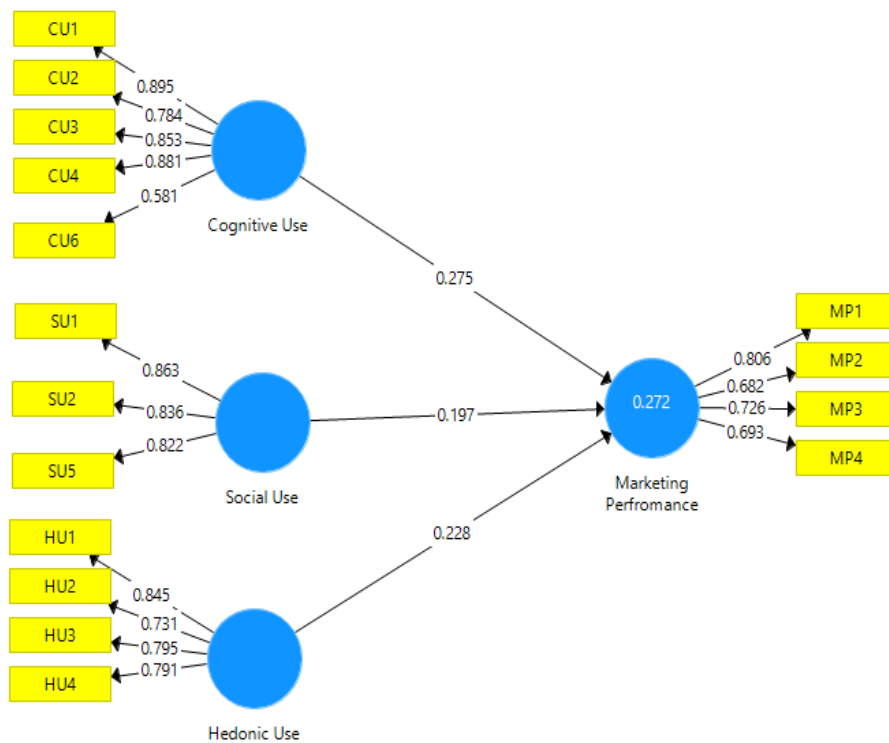 CU1
CU2
CU3
CU4
CU6
0.895
0.784
0.853
0.881
0.581
Cognitive Use
0.275
SU1
SU2
SU5
0.863
0.836
0.822
Social Use
0.197
HU1
HU2
HU3
HU4
0.845
0.731
0.795
0.791
Hedonic Use
0.228
0.272
Marketing
Perfromance
0.806
0.682
0.726
0.693
MP1
MP2
MP3
MP4